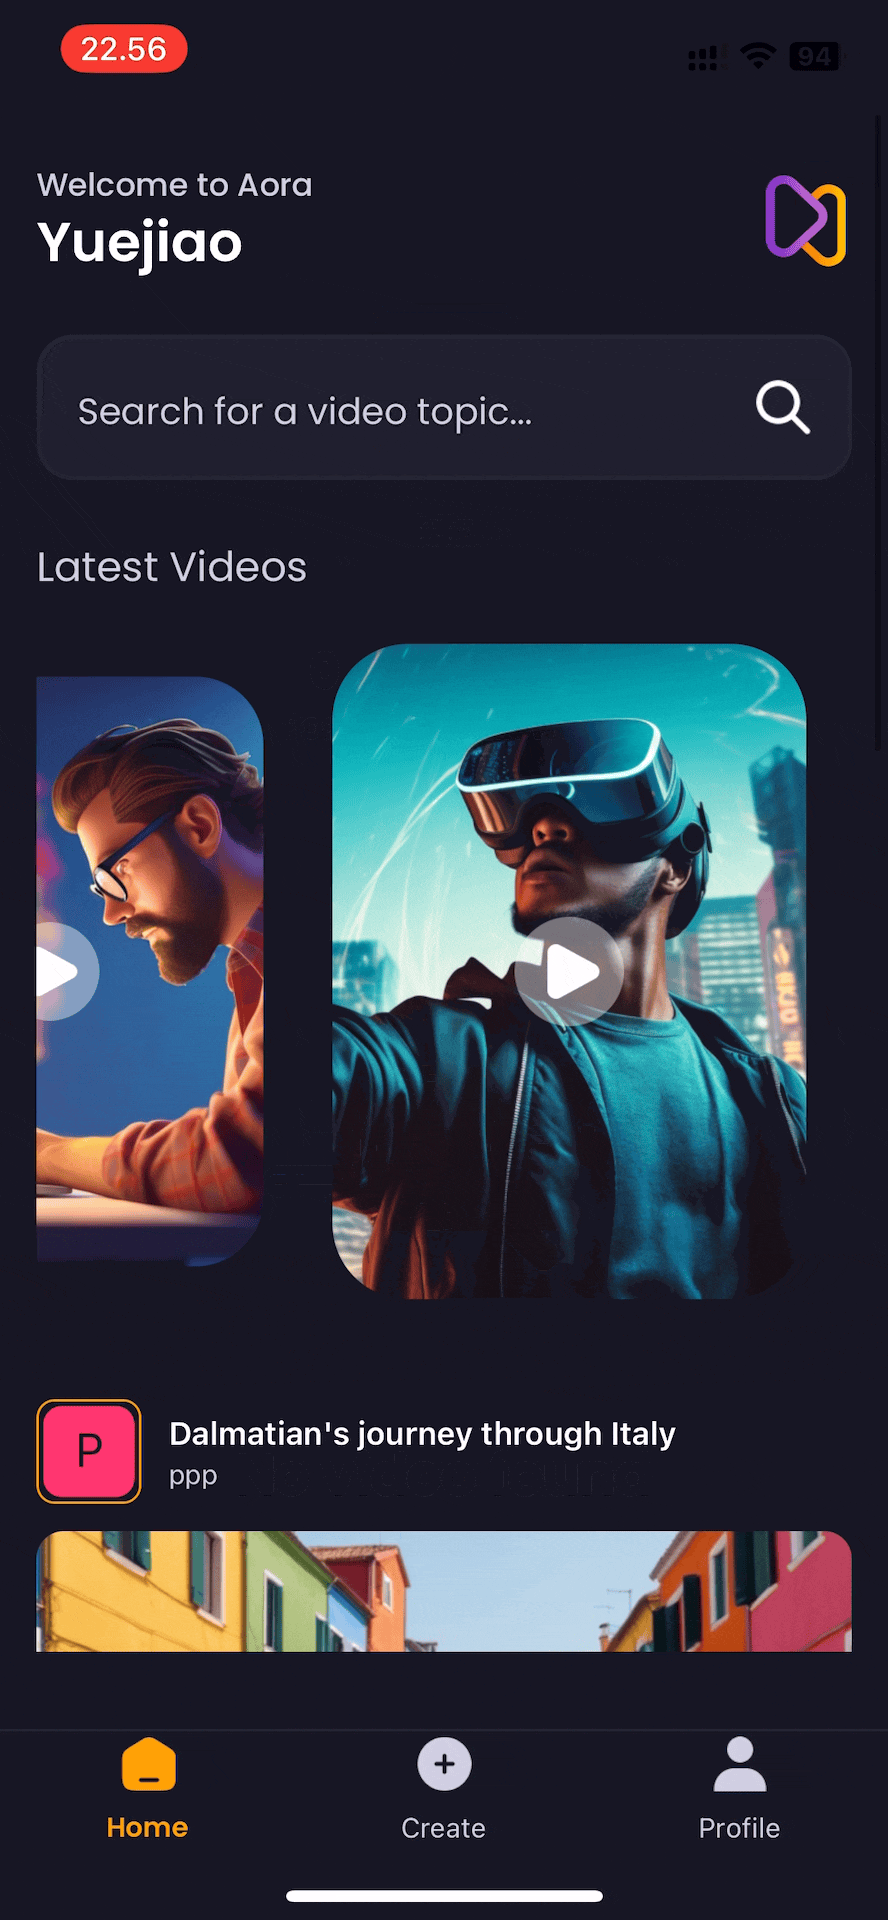 22.56
94
Welcome to Aora
Yuejiao
Search for a video topic...
Latest Videos
P
Dalmatian's journey through Italy
ppp
Home
Create
Profile